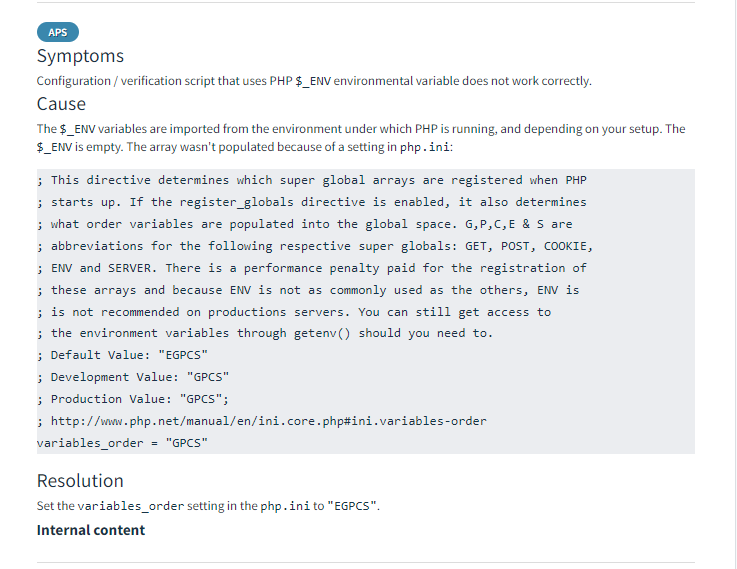 APS
Symptoms
Configuration / verification script that uses PHP $_ENV environmental variable does not work correctly.
Cause
The $_ENV variables are imported from the environment under which PHP is running, and depending on your setup. The
$_ENV is empty. The array wasn't populated because of a setting in php.ini:
; This directive determines which super global arrays are registered when PHP
; starts up. If the register_globals directive is enabled, it also determines
; what order variables are populated into the global space. G,P,C,E & S are
; abbreviations for the following respective super globals: GET, POST, COOKIE,
; ENV and SERVER. There is a performance penalty paid for the registration of
; these arrays and because ENV is not as commonly used as the others, ENV is
; is not recommended on productions servers. You can still get access to
; the environment variables through getenv() should you need to.
; Default Value: "EGPCS"
; Development Value: "GPCS"
; Production Value: "GPCS";
; http://www.php.net/manual/en/ini.core.php#ini.variables-order
variables_order = "GPCS"
Resolution
Set the variables_order setting in the php.ini to "EGPCS".
Internal content